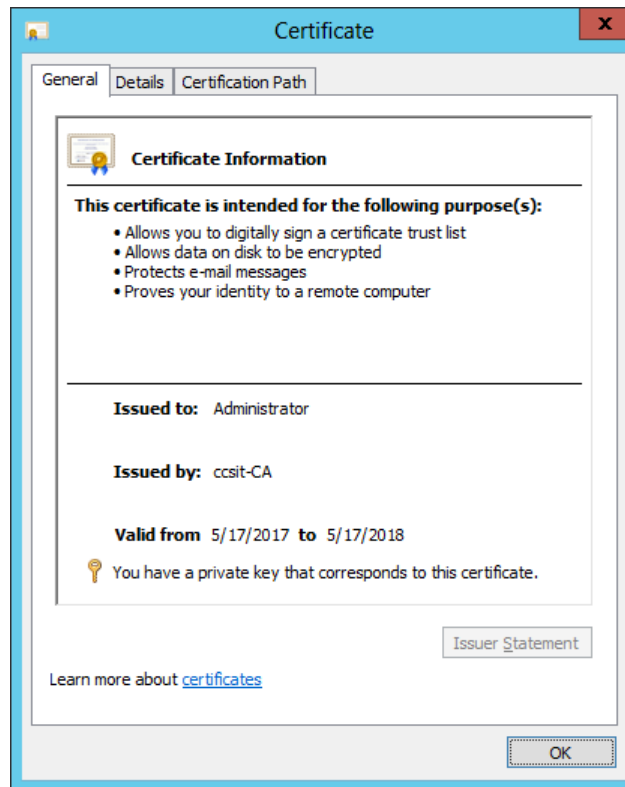 Certificate
x
General Details Certification Path
Certificate Information
This certificate is intended for the following purpose(s):
• Allows you to digitally sign a certificate trust list
• Allows data on disk to be encrypted
• Protects e-mail messages
• Proves your identity to a remote computer
Issued to: Administrator
Issued by: ccsit-CA
Valid from 5/17/2017 to 5/17/2018
You have a private key that corresponds to this certificate.
Issuer Statement
Learn more about certificates
OK